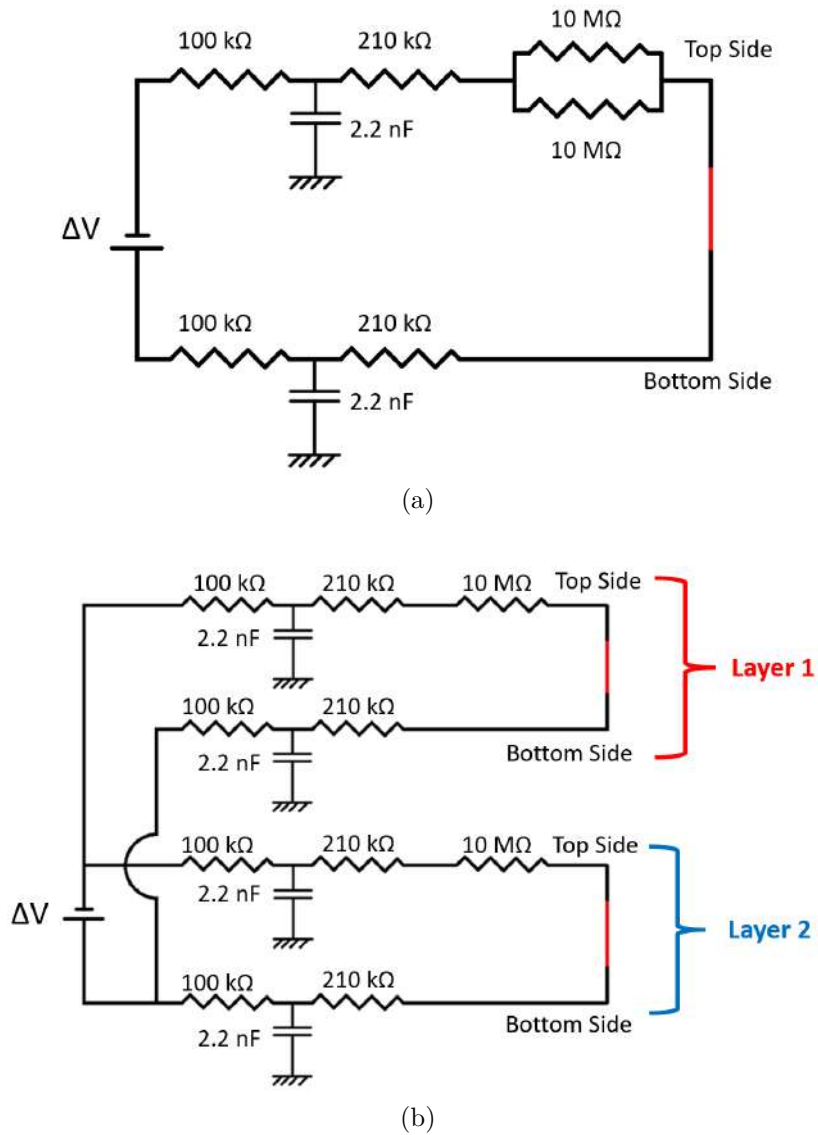 10 MΩ
100 kΩ 210 kΩ Top Side
2.2 nF 10 MΩ
ΔV
100 kΩ 210 kΩ
Bottom Side
2.2 nF
(a)
100 kΩ 210 kΩ 10 MΩ Top Side
2.2 nF
Layer 1
100 kΩ 210 kΩ
2.2 nF Bottom Side
100 kΩ 210 kΩ 10 MΩ Top Side
2.2 nF
ΔV Layer 2
100 kΩ 210 kΩ
Bottom Side
2.2 nF
(b)